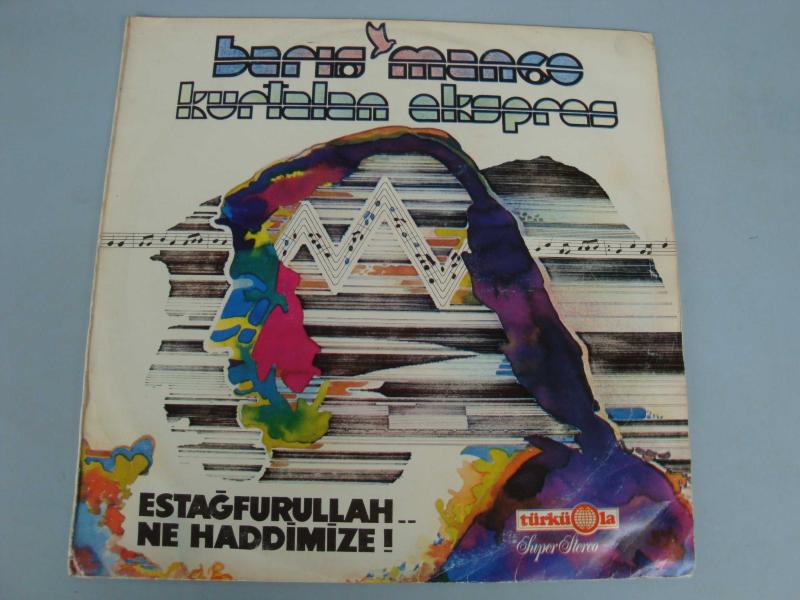 barış manço
kurtalan ekspres
ESTAĞFURULLAH..
NE HADDİMİZE!
türküola
Super Stereo